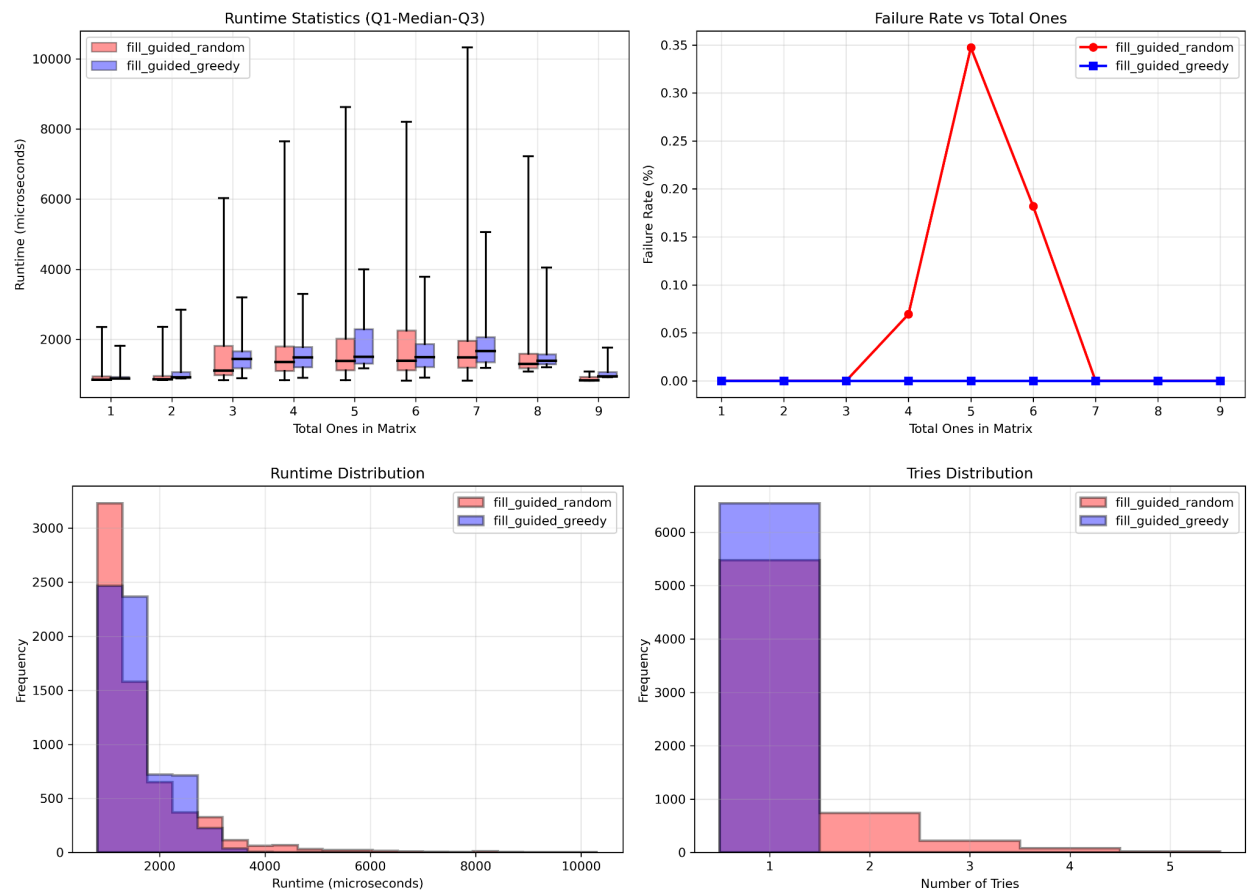 Runtime Statistics (Q1-Median-Q3)
fill_guided_random
fill_guided_greedy
10000
8000
6000
4000
2000
Runtime (microseconds)
1 2 3 4 5 6 7 8 9
Total Ones in Matrix
Failure Rate vs Total Ones
fill_guided_random
fill_guided_greedy
0.35
0.30
0.25
0.20
0.15
0.10
0.05
0.00
Failure Rate (%)
1 2 3 4 5 6 7 8 9
Total Ones in Matrix
Runtime Distribution
fill_guided_random
fill_guided_greedy
3000
2500
2000
1500
1000
500
0
Frequency
2000 4000 6000 8000 10000
Runtime (microseconds)
Tries Distribution
fill_guided_random
fill_guided_greedy
6000
5000
4000
3000
2000
1000
0
Frequency
1 2 3 4 5
Number of Tries